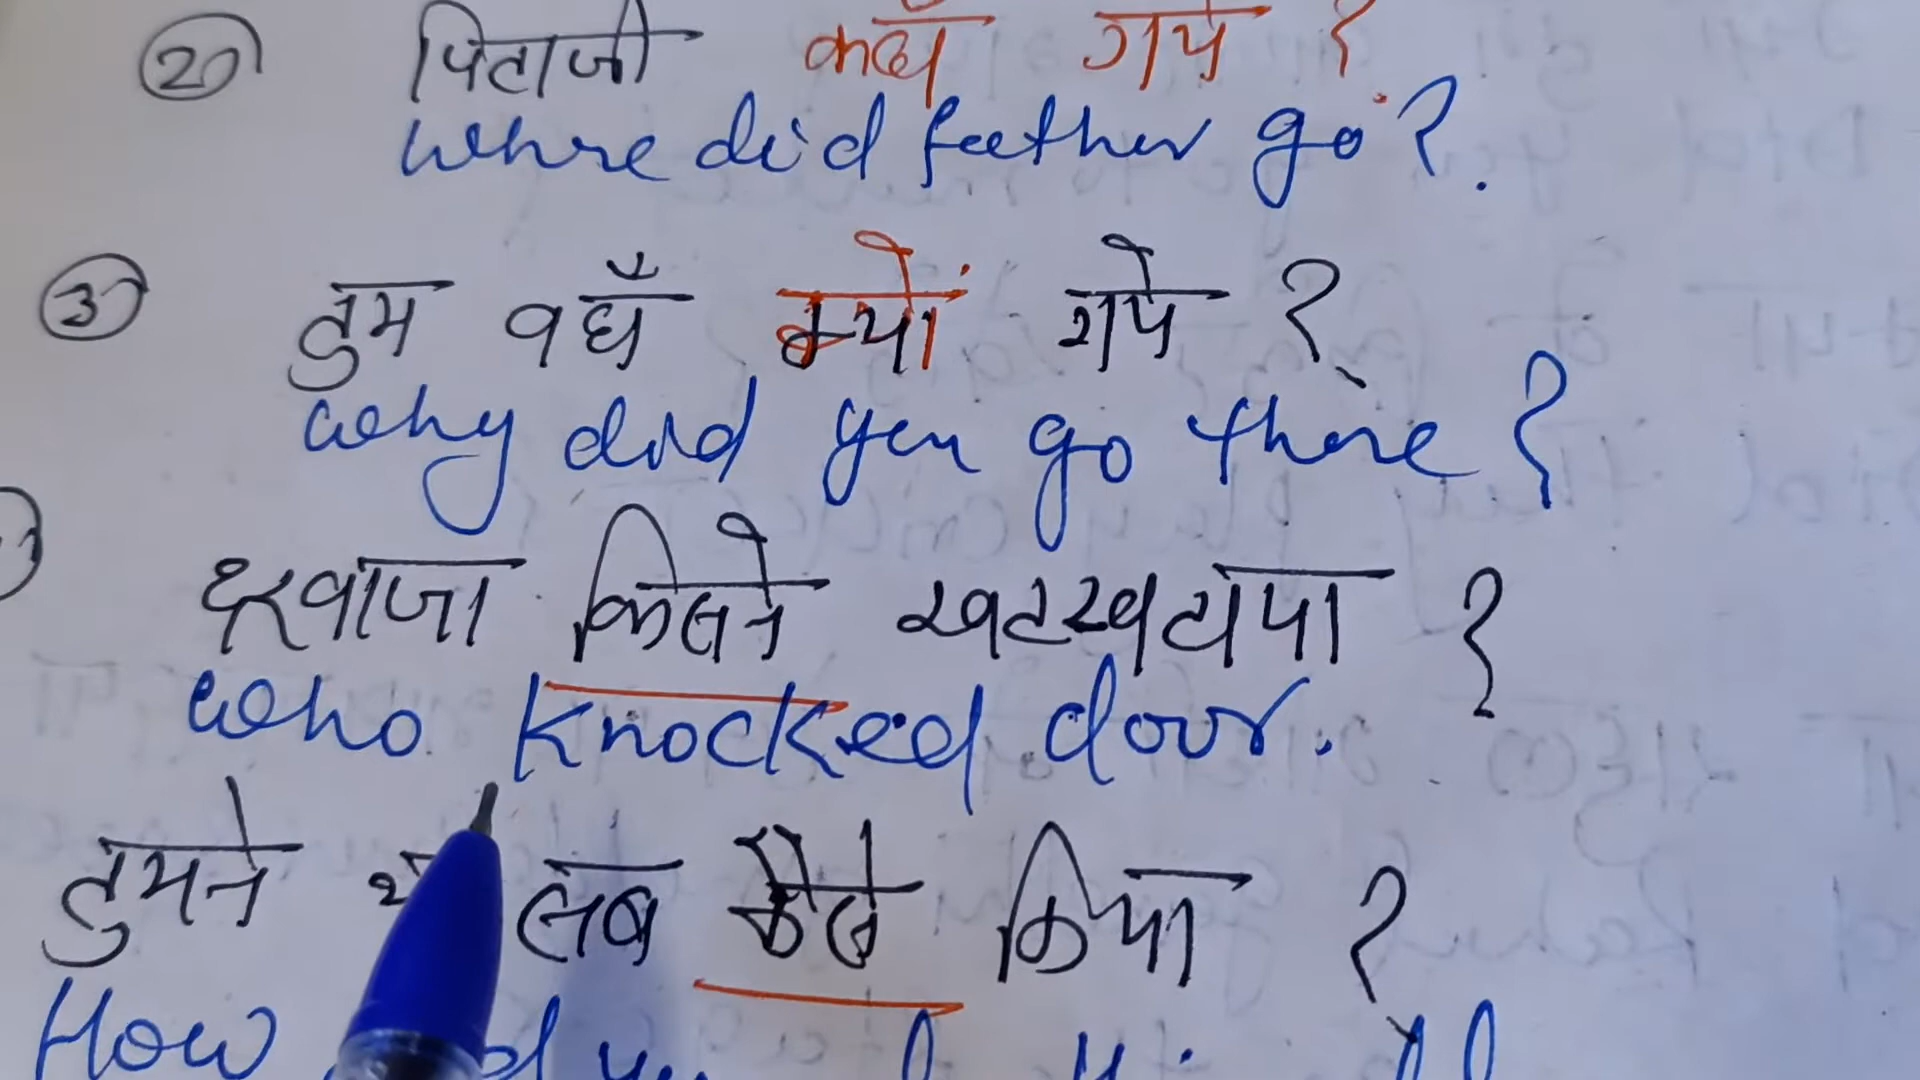 ② पिताजी कहाँ गये ?
Where did father go ?
③ तुम वहाँ क्यों गये ?
Why did you go there ?
दरवाजा किसने खटखटाया ?
Who knocked door.
तुमने सब कैसे किया ?
How